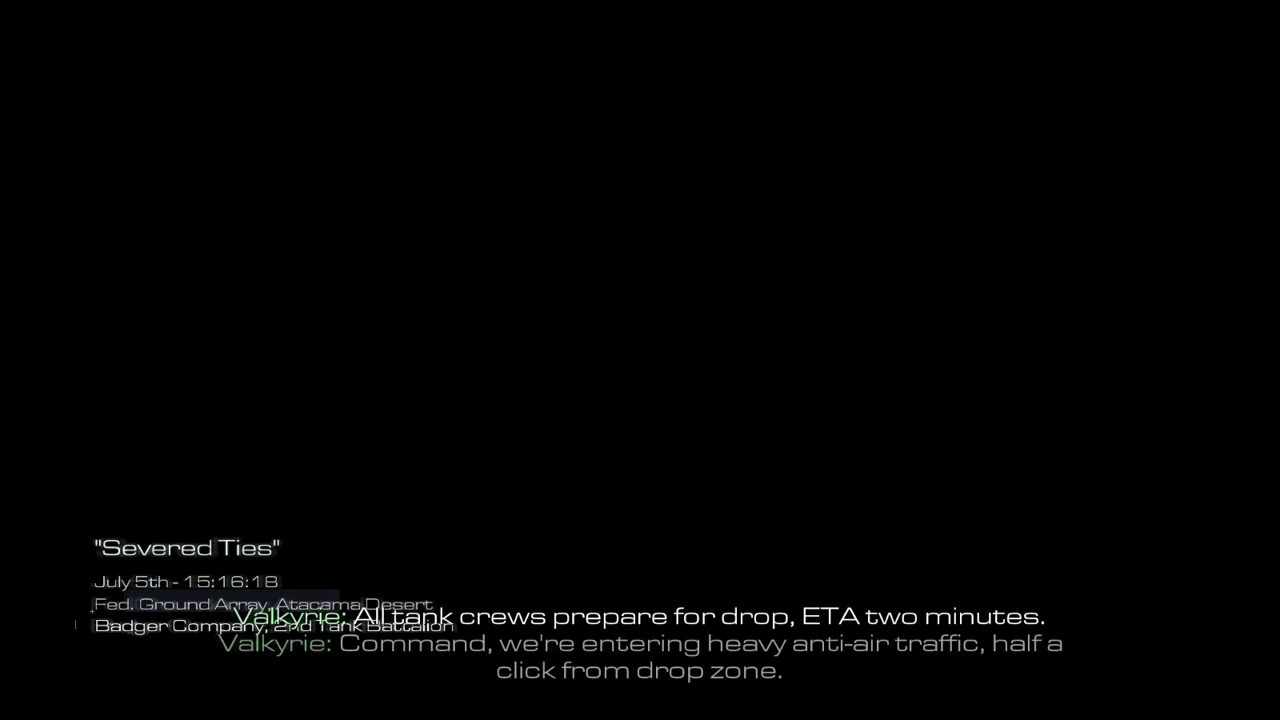 "Severed Ties"
July 5th - 15:16:18
Fed. Ground Array, Atacama Desert
Badger Company, 2nd Tank Battalion
Valkyrie: All tank crews prepare for drop, ETA two minutes.
Valkyrie: Command, we're entering heavy anti-air traffic, half a
click from drop zone.